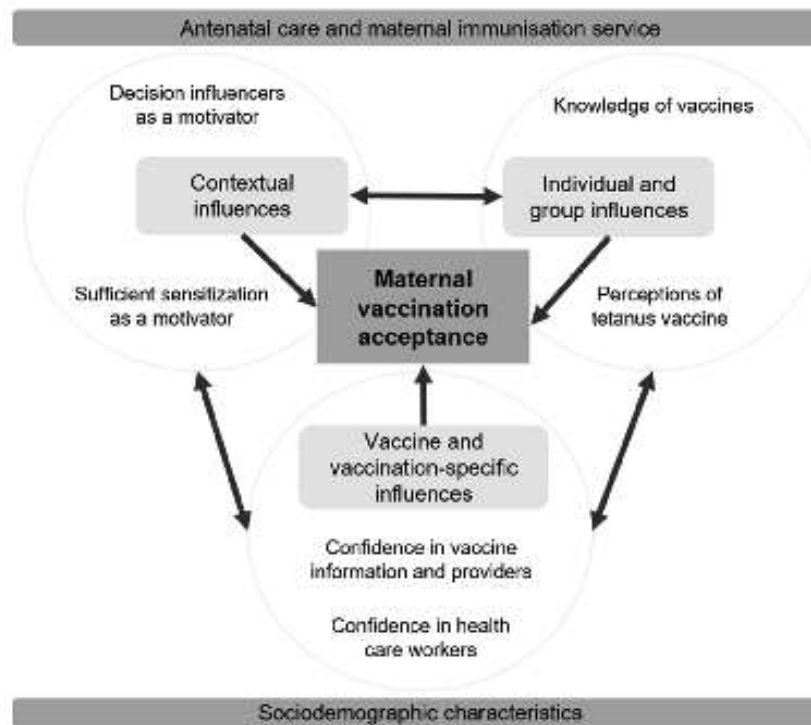 Antenatal care and maternal immunisation service
Decision influencers
as a motivator
Knowledge of vaccines
Contextual
influences
Individual and
group influences
Maternal
vaccination
acceptance
Sufficient sensitization
as a motivator
Perceptions of
tetanus vaccine
Vaccine and
vaccination-specific
influences
Confidence in vaccine
information and providers
Confidence in health
care workers
Sociodemographic characteristics